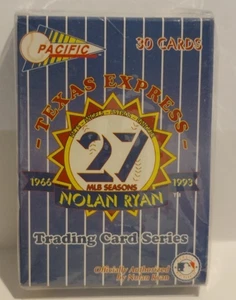 PACIFIC
30 CARDS
TEXAS EXPRESS
27
1966
MLB SEASONS
1993
NOLAN RYAN
Trading Card Series
Officially Authorized
By Nolan Ryan